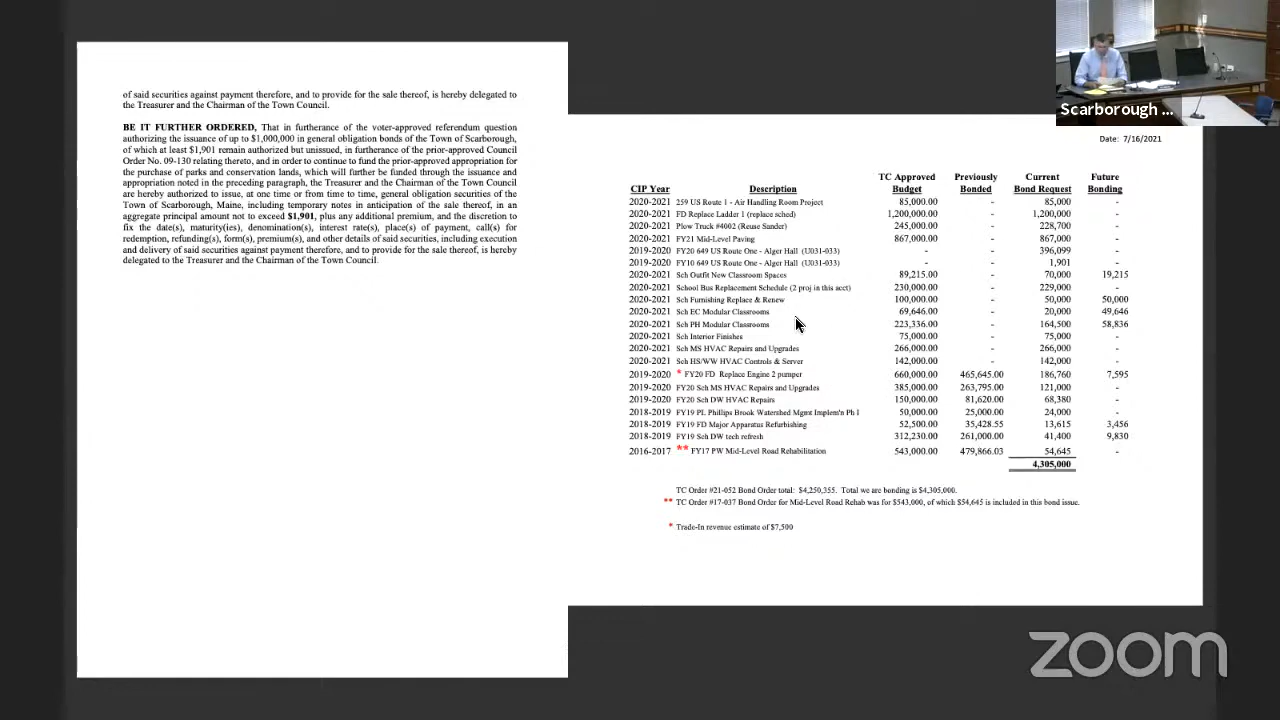 of said securities against payment therefore, and to provide for the sale thereof, is hereby delegated to
the Treasurer and the Chairman of the Town Council.
BE IT FURTHER ORDERED, That in furtherance of the voter-approved referendum question
authorizing the issuance of up to $1,000,000 in general obligation bonds of the Town of Scarborough,
of which at least $1,901 remain authorized but unissued, in furtherance of the prior-approved Council
Order No. 09-130 relating thereto, and in order to continue to fund the prior-approved appropriation for
the purchase of parks and conservation lands, which will further be funded through the issuance and
appropriation noted in the preceding paragraph, the Treasurer and the Chairman of the Town Council
are hereby authorized to issue, at one time or from time to time, general obligation securities of the
Town of Scarborough, Maine, including temporary notes in anticipation of the sale thereof, in an
aggregate principal amount not to exceed $1,901, plus any additional premium, and the discretion to
fix the date(s), maturity(ies), denomination(s), interest rate(s), place(s) of payment, call(s) for
redemption, refunding(s), form(s), premium(s), and other details of said securities, including execution
and delivery of said securities against payment therefore, and to provide for the sale thereof, is hereby
delegated to the Treasurer and the Chairman of the Town Council.
Scarborough ...
Date: 7/16/2021
TC Approved Previously Current Future
CIP Year Description Budget Bonded Bond Request Bonding
2020-2021 259 US Route 1 - Air Handling Room Project 85,000.00 - 85,000 -
2020-2021 FD Replace Ladder 1 (replace sched) 1,200,000.00 - 1,200,000 -
2020-2021 Plow Truck #4002 (Reuse Sander) 245,000.00 - 228,700 -
2020-2021 FY21 Mid-Level Paving 867,000.00 - 867,000 -
2019-2020 FY20 649 US Route One - Alger Hall (U031-033) - - 396,099 -
2019-2020 FY10 649 US Route One - Alger Hall (U031-033) - - 1,901 -
2020-2021 Sch Outfit New Classroom Spaces 89,215.00 - 70,000 19,215
2020-2021 School Bus Replacement Schedule (2 proj in this acct) 230,000.00 - 229,000 -
2020-2021 Sch Furnishing Replace & Renew 100,000.00 - 50,000 50,000
2020-2021 Sch EC Modular Classrooms 69,646.00 - 20,000 49,646
2020-2021 Sch PH Modular Classrooms 223,336.00 - 164,500 58,836
2020-2021 Sch Interior Finishes 75,000.00 - 75,000 -
2020-2021 Sch MS HVAC Repairs and Upgrades 266,000.00 - 266,000 -
2020-2021 Sch HS/WW HVAC Controls & Server 142,000.00 - 142,000 -
2019-2020 * FY20 FD Replace Engine 2 pumper 660,000.00 465,645.00 186,760 7,595
2019-2020 FY20 Sch MS HVAC Repairs and Upgrades 385,000.00 263,795.00 121,000 -
2019-2020 FY20 Sch DW HVAC Repairs 150,000.00 81,620.00 68,380 -
2018-2019 FY19 PL Phillips Brook Watershed Mgmt Implem'n Ph I 50,000.00 25,000.00 24,000 -
2018-2019 FY19 FD Major Apparatus Refurbishing 52,500.00 35,428.55 13,615 3,456
2018-2019 FY19 Sch DW tech refresh 312,230.00 261,000.00 41,400 9,830
2016-2017 ** FY17 PW Mid-Level Road Rehabilitation 543,000.00 479,866.03 54,645 -
4,305,000
TC Order #21-052 Bond Order total: $4,250,355. Total we are bonding is $4,305,000.
** TC Order #17-037 Bond Order for Mid-Level Road Rehab was for $543,000, of which $54,645 is included in this bond issue.
* Trade-In revenue estimate of $7,500
zoom